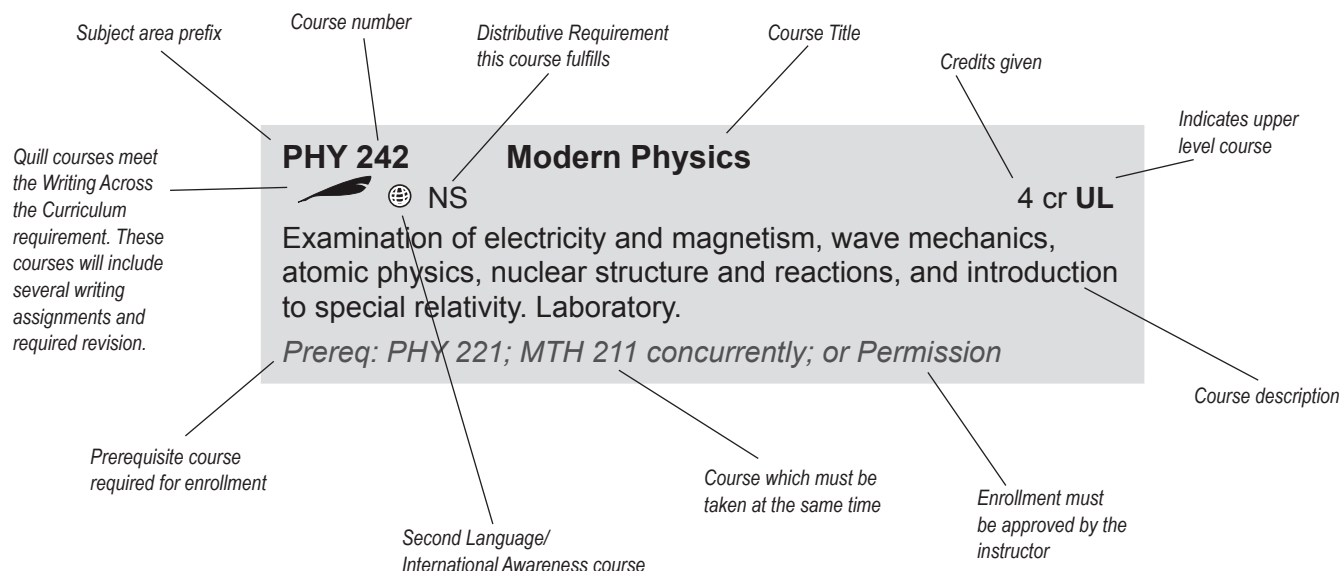 Subject area prefix
Course number
Distributive Requirement
this course fulfills
Course Title
Credits given
Indicates upper
level course
Quill courses meet
the Writing Across
the Curriculum
requirement. These
courses will include
several writing
assignments and
required revision.
PHY 242 Modern Physics
NS 4 cr UL
Examination of electricity and magnetism, wave mechanics,
atomic physics, nuclear structure and reactions, and introduction
to special relativity. Laboratory.
Prereq: PHY 221; MTH 211 concurrently; or Permission
Course description
Prerequisite course
required for enrollment
Course which must be
taken at the same time
Enrollment must
be approved by the
instructor
Second Language/
International Awareness course